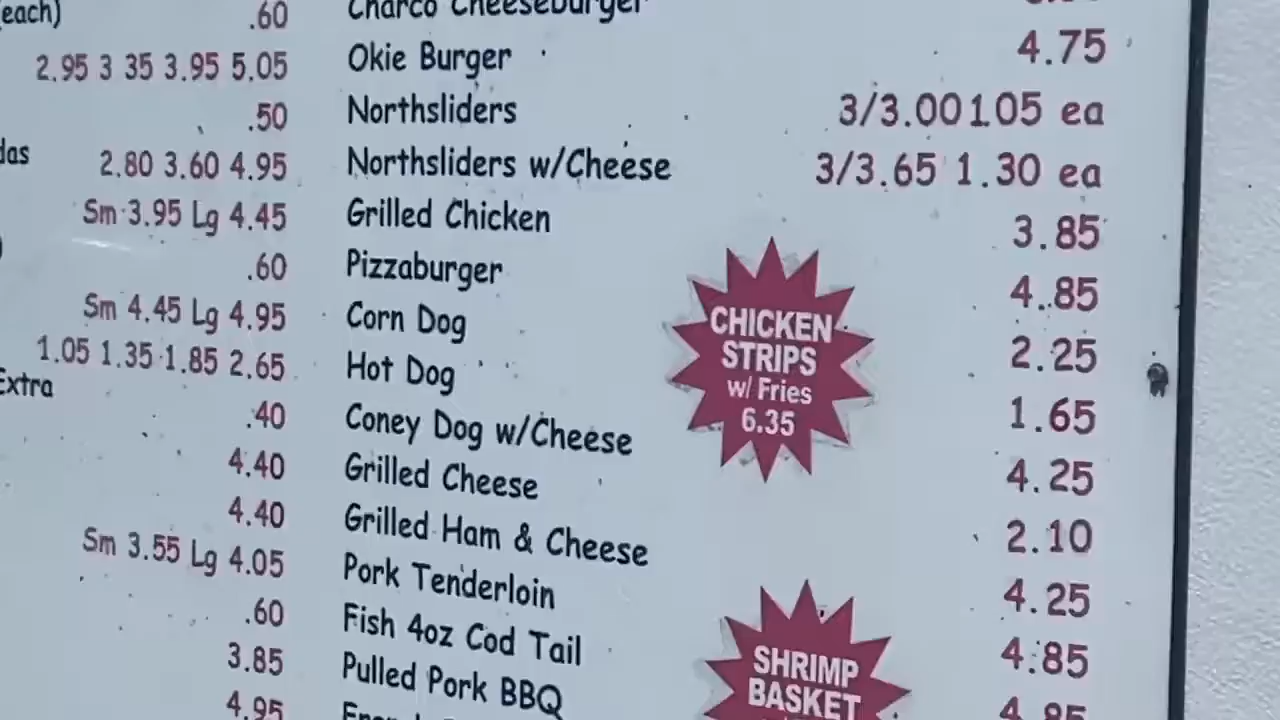 each) .60
2.95 3 35 3.95 5.05
.50
das 2.80 3.60 4.95
Sm 3.95 Lg 4.45
) .60
Sm 4.45 Lg 4.95
1.05 1.35 1.85 2.65
Extra
.40
4.40
4.40
Sm 3.55 Lg 4.05
.60
3.85
4.95
Charco Cheeseburger
Okie Burger 4.75
Northsliders 3/3.00 1.05 ea
Northsliders w/Cheese 3/3.65 1.30 ea
Grilled Chicken 3.85
Pizzaburger 4.85
Corn Dog 2.25
Hot Dog 1.65
Coney Dog w/Cheese 4.25
Grilled Cheese 2.10
Grilled Ham & Cheese 4.25
Pork Tenderloin 4.85
Fish 4oz Cod Tail 4.85
Pulled Pork BBQ
CHICKEN
STRIPS
w/ Fries
6.35
SHRIMP
BASKET